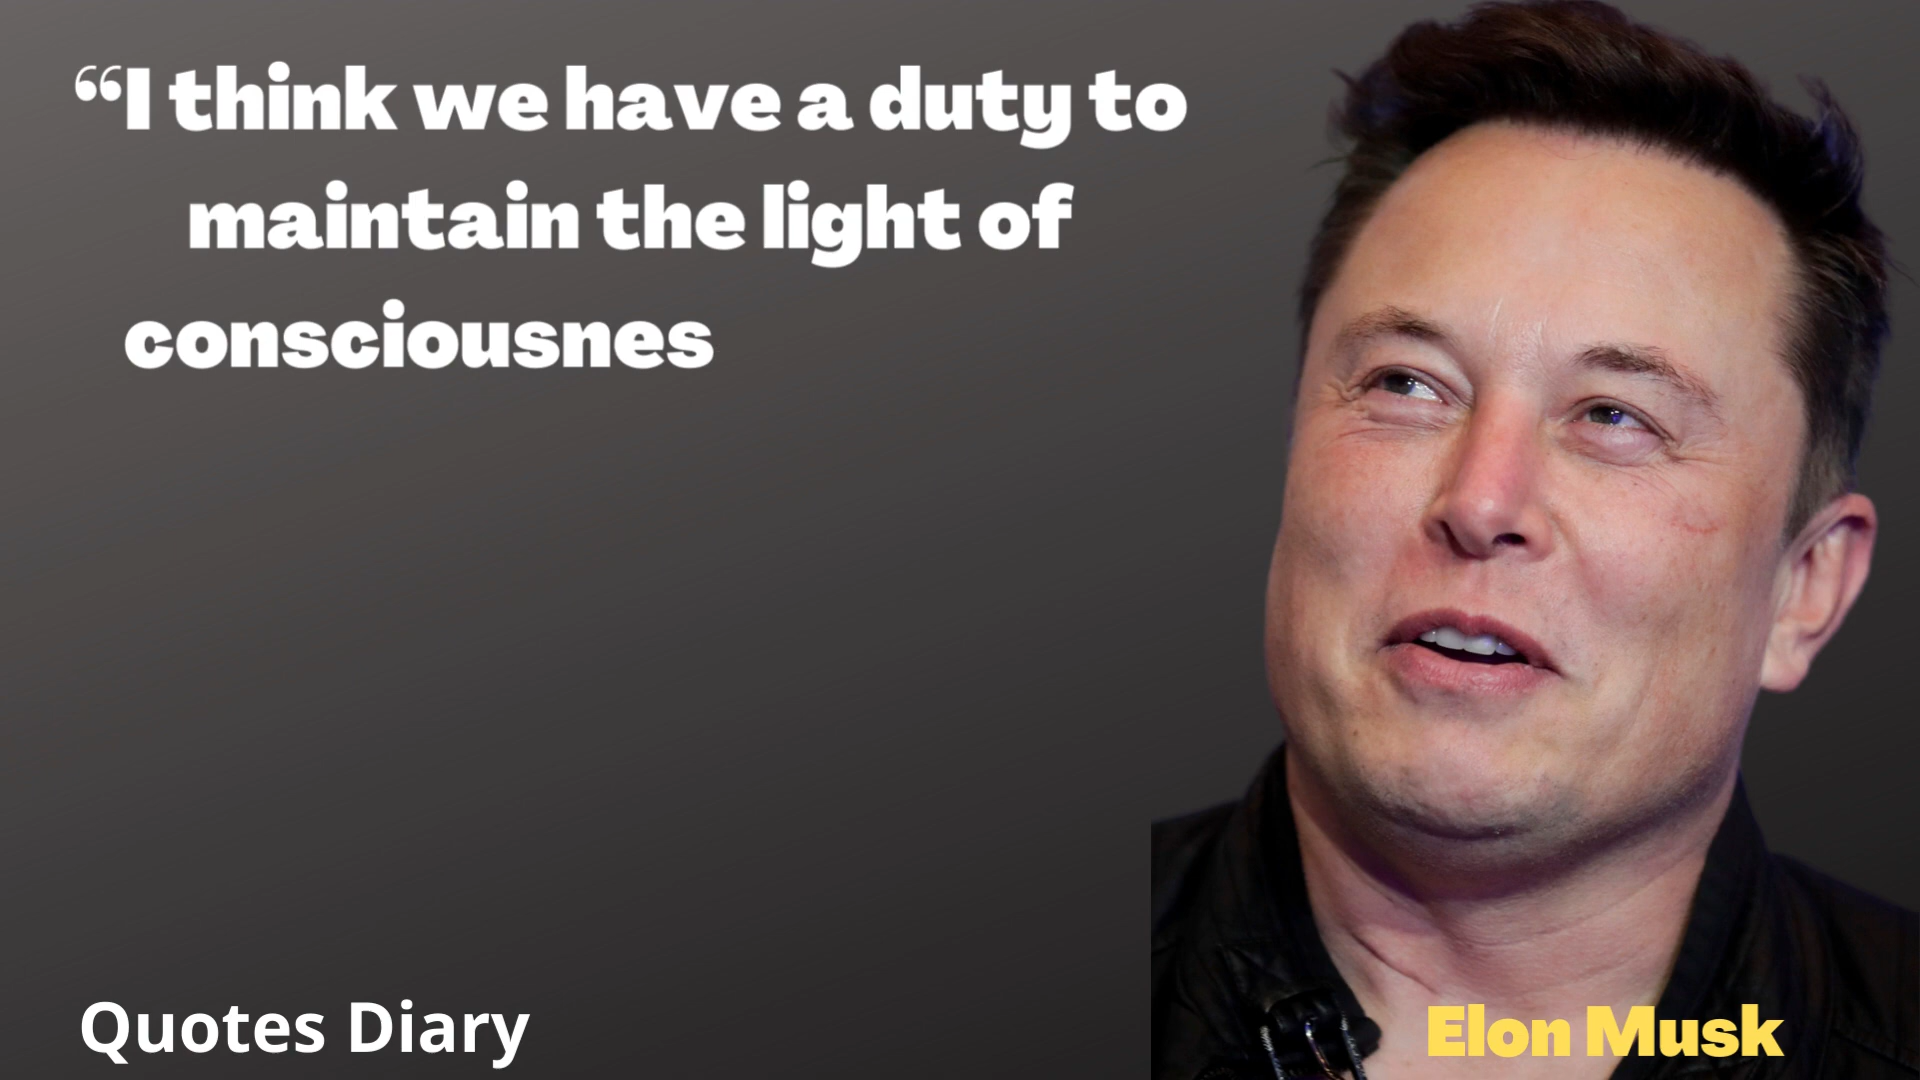 “I think we have a duty to
maintain the light of
consciousnes
Quotes Diary
Elon Musk